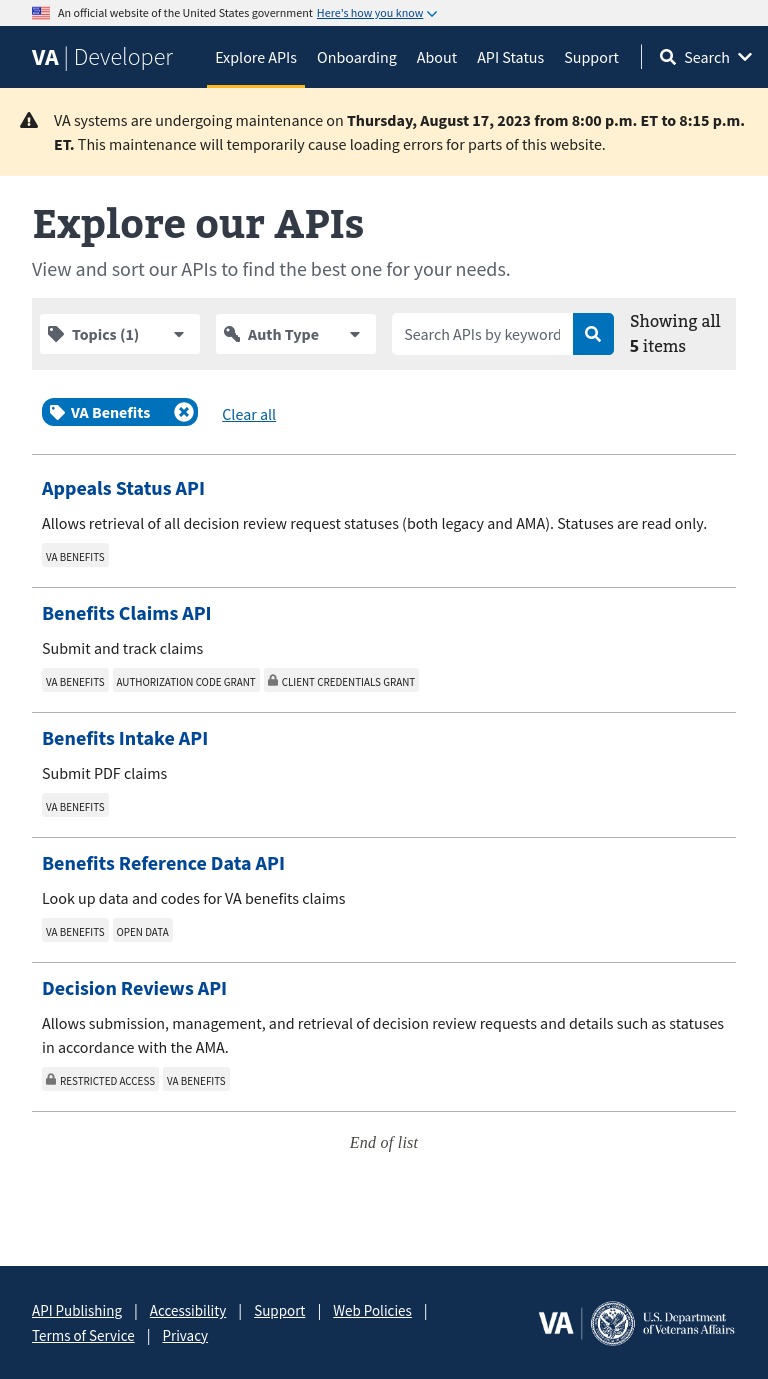 An official website of the United States government Here's how you know
VA | Developer
Explore APIs
Onboarding
About
API Status
Support
Search
VA systems are undergoing maintenance on Thursday, August 17, 2023 from 8:00 p.m. ET to 8:15 p.m.
ET. This maintenance will temporarily cause loading errors for parts of this website.
Explore our APIs
View and sort our APIs to find the best one for your needs.
Topics (1)
Auth Type
Search APIs by keyword
Showing all
5 items
VA Benefits
Clear all
Appeals Status API
Allows retrieval of all decision review request statuses (both legacy and AMA). Statuses are read only.
VA BENEFITS
Benefits Claims API
Submit and track claims
VA BENEFITS AUTHORIZATION CODE GRANT CLIENT CREDENTIALS GRANT
Benefits Intake API
Submit PDF claims
VA BENEFITS
Benefits Reference Data API
Look up data and codes for VA benefits claims
VA BENEFITS OPEN DATA
Decision Reviews API
Allows submission, management, and retrieval of decision review requests and details such as statuses
in accordance with the AMA.
RESTRICTED ACCESS VA BENEFITS
End of list
API Publishing | Accessibility | Support | Web Policies |
Terms of Service | Privacy
VA
U.S. Department
of Veterans Affairs